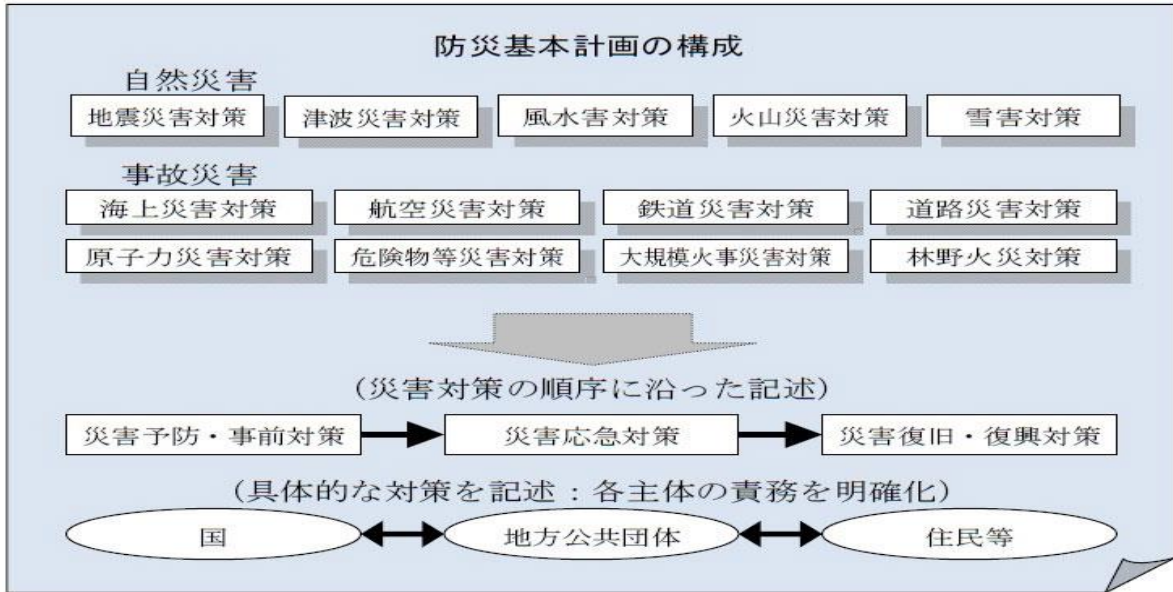 防災基本計画の構成
自然災害
地震災害対策 津波災害対策 風水害対策 火山災害対策 雪害対策
事故災害
海上災害対策 航空災害対策 鉄道災害対策 道路災害対策
原子力災害対策 危険物等災害対策 大規模火事災害対策 林野火災対策
(災害対策の順序に沿った記述)
災害予防・事前対策 災害応急対策 災害復旧・復興対策
(具体的な対策を記述：各主体の責務を明確化)
国 地方公共団体 住民等